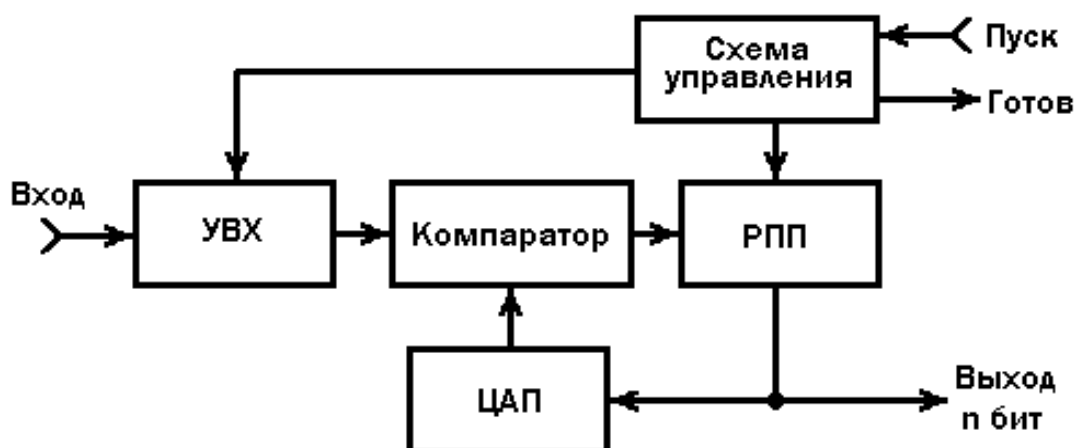 Схема
управления
Пуск
Готов
Вход
УВХ
Компаратор
РПП
ЦАП
Выход
n бит